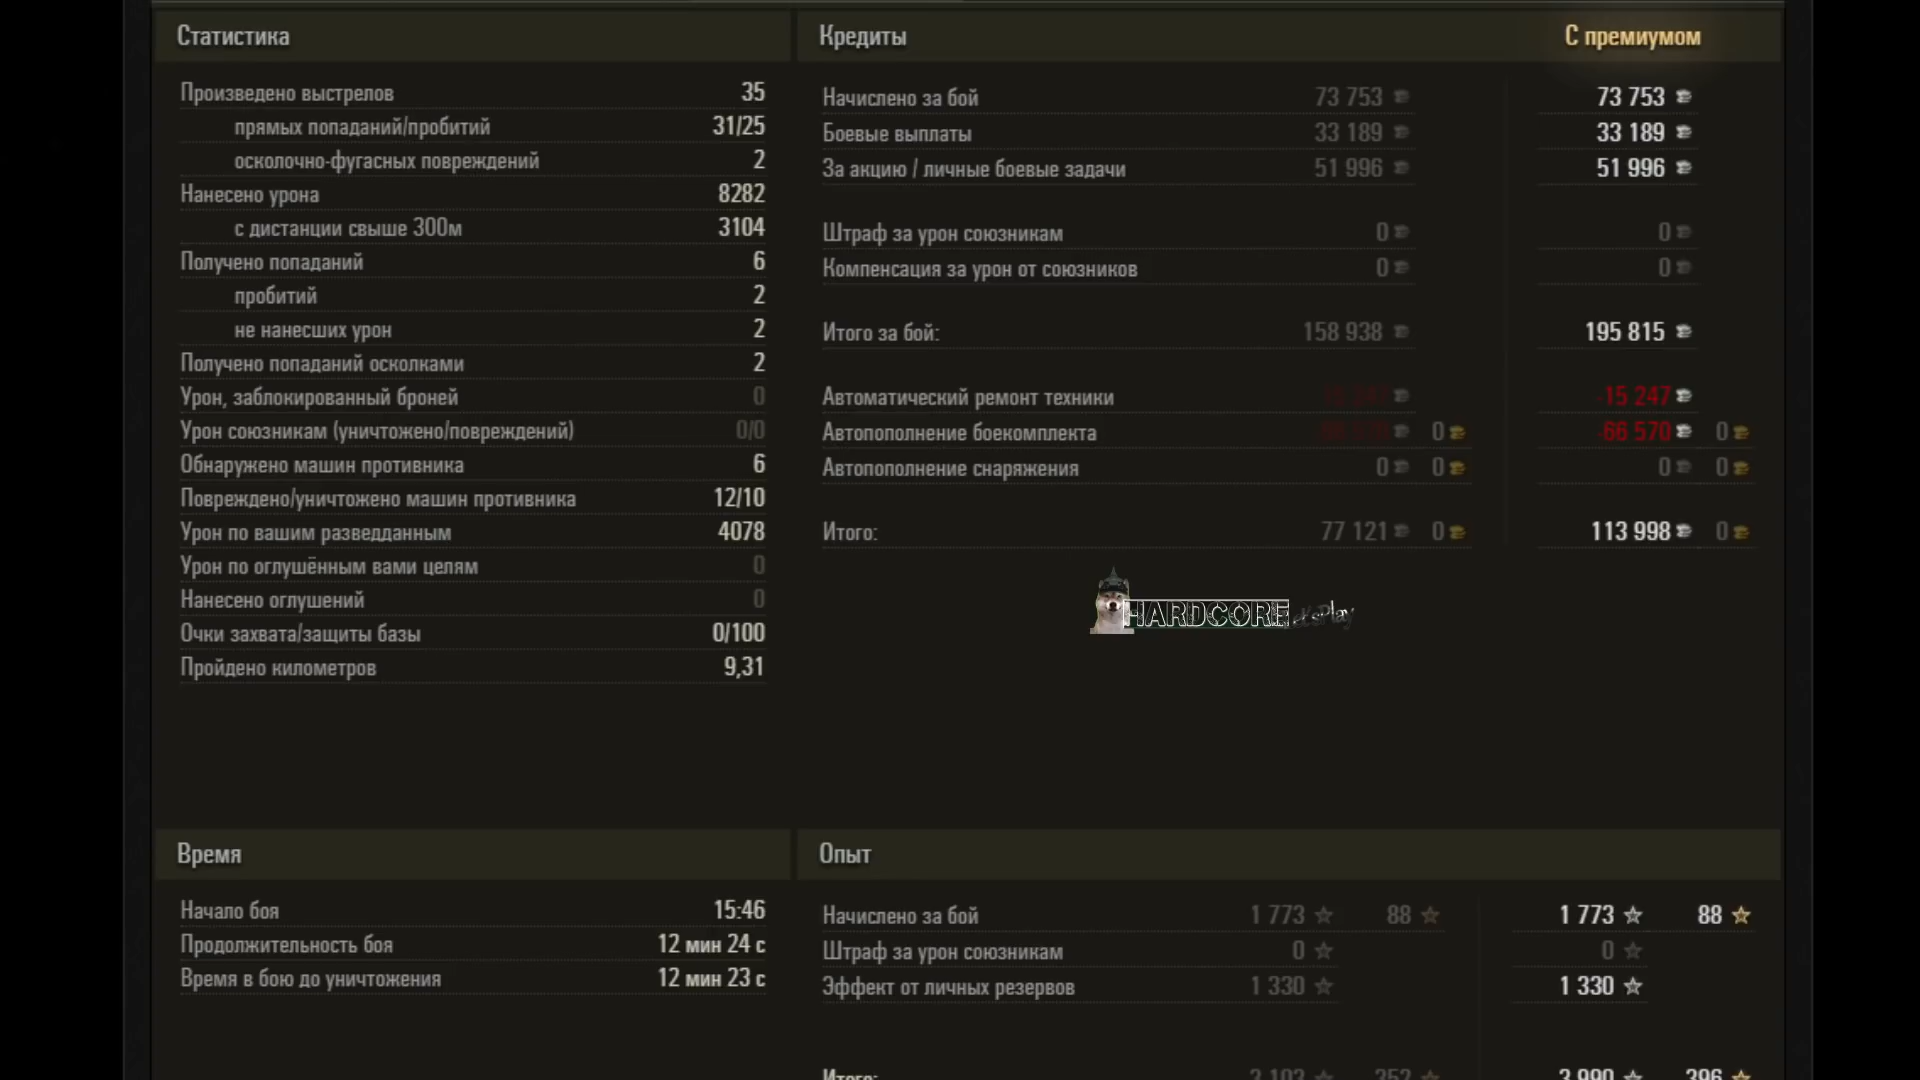 Статистика
Произведено выстрелов 35
прямых попаданий/пробитий 31/25
осколочно-фугасных повреждений 2
Нанесено урона 8282
с дистанции свыше 300м 3104
Получено попаданий 6
пробитий 2
не нанесших урон 2
Получено попаданий осколками 2
Урон, заблокированный броней 0
Урон союзникам (уничтожено/повреждений) 0/0
Обнаружено машин противника 6
Повреждено/уничтожено машин противника 12/10
Урон по вашим разведданным 4078
Урон по оглушённым вами целям 0
Нанесено оглушений 0
Очки захвата/защиты базы 0/100
Пройдено километров 9,31
Кредиты С премиумом
Начислено за бой 73 753 73 753
Боевые выплаты 33 189 33 189
За акцию / личные боевые задачи 51 996 51 996
Штраф за урон союзникам 0 0
Компенсация за урон от союзников 0 0
Итого за бой: 158 938 195 815
Автоматический ремонт техники -15 247
Автопополнение боекомплекта 0 -66 570 0
Автопополнение снаряжения 0 0 0 0
Итого: 77 121 0 113 998 0
HARDCORE Let'sPlay
Время
Начало боя 15:46
Продолжительность боя 12 мин 24 с
Время в бою до уничтожения 12 мин 23 с
Опыт
Начислено за бой 1 773 88 1 773 88
Штраф за урон союзникам 0 0
Эффект от личных резервов 1 330 1 330
Итого: 352 3 990 396